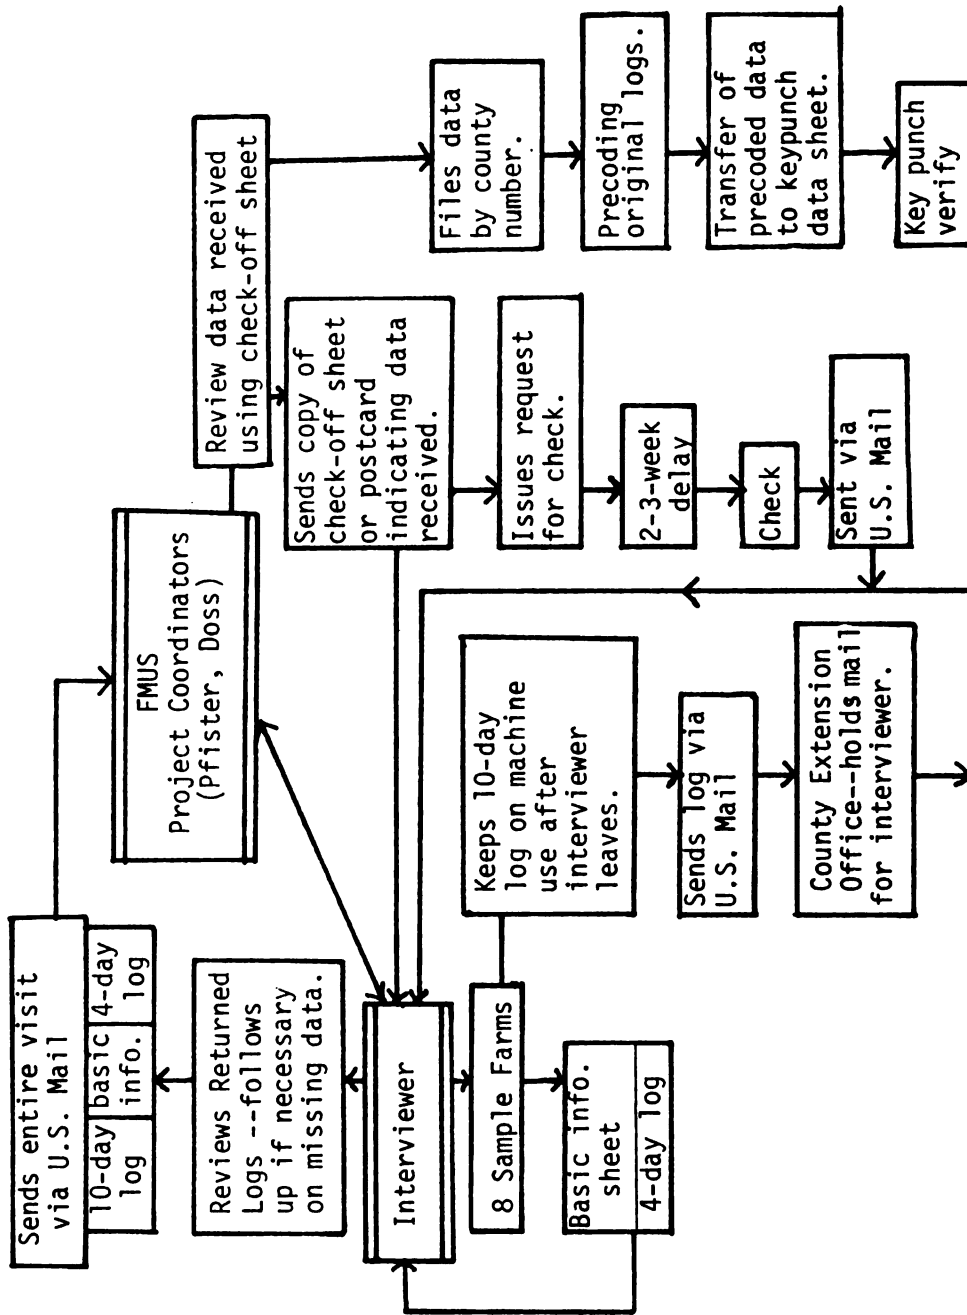 Sends entire visit
via U.S. Mail
10-day
log
basic
info.
4-day
log
Reviews Returned
Logs --follows
up if necessary
on missing data.
Interviewer
8 Sample Farms
Basic info.
sheet
4-day log
FMUS
Project Coordinators
(Pfister, Doss)
Keeps 10-day
log on machine
use after
interviewer
leaves.
Sends log via
U.S. Mail
County Extension
Office--holds mail
for interviewer.
Review data received
using check-off sheet
Sends copy of
check-off sheet
or postcard
indicating data
received.
Issues request
for check.
2-3-week
delay
Check
Sent via
U.S. Mail
Files data
by county
number.
Precoding
original logs.
Transfer of
precoded data
to keypunch
data sheet.
Key punch
verify